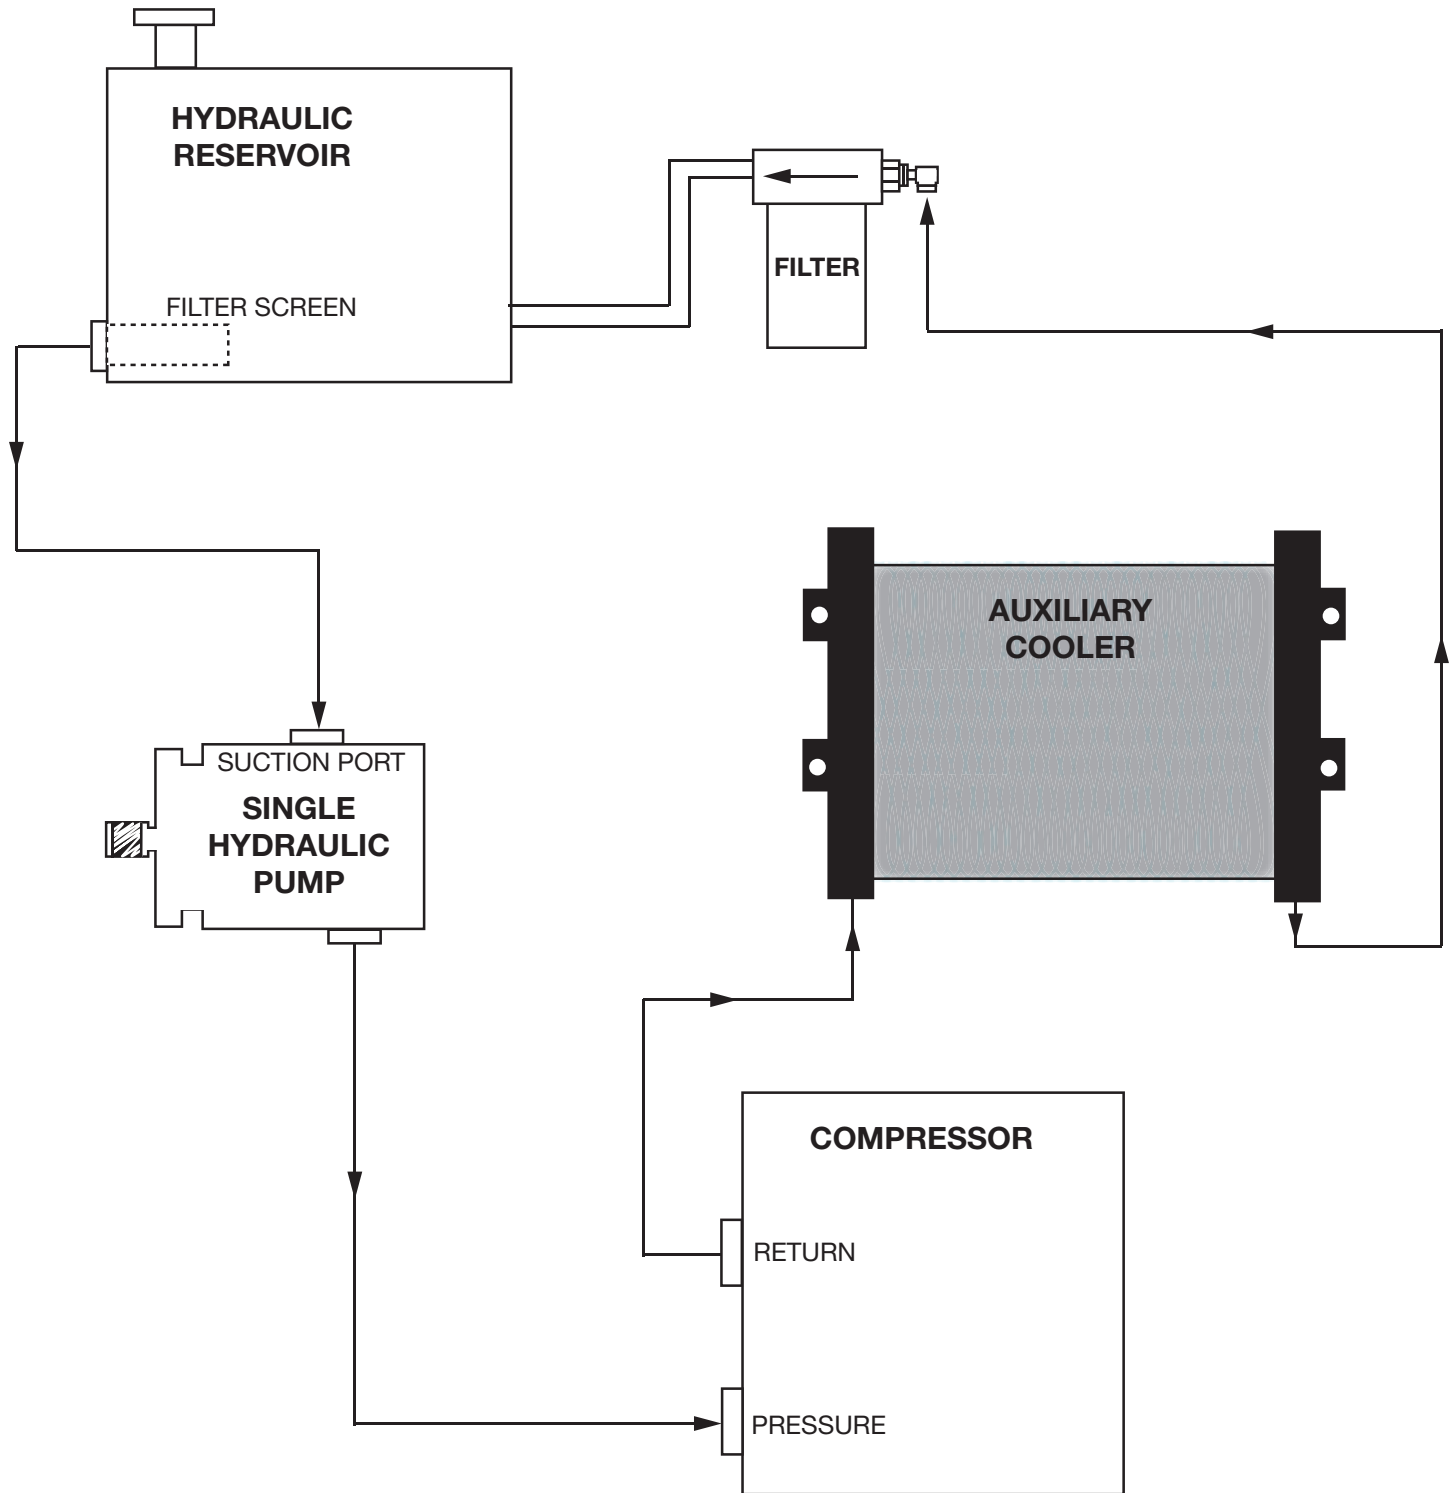 HYDRAULIC
RESERVOIR
FILTER SCREEN
FILTER
AUXILIARY
COOLER
SUCTION PORT
SINGLE
HYDRAULIC
PUMP
COMPRESSOR
RETURN
PRESSURE